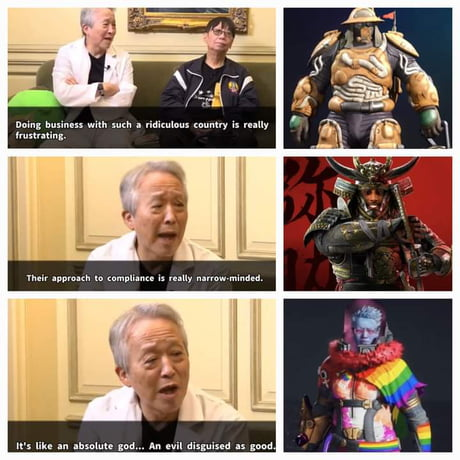 Doing business with such a ridiculous country is really
frustrating.
Their approach to compliance is really narrow-minded.
弥
It's like an absolute god... An evil disguised as good.